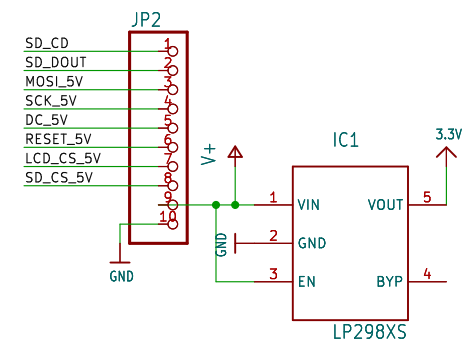 JP2
SD_CD 1
SD_DOUT 2
MOSI_5V 3
SCK_5V 4
DC_5V 5
RESET_5V 6
LCD_CS_5V 7
SD_CS_5V 8
9
10
GND
V+
IC1
3.3V
1 VIN VOUT 5
GND 2 GND
3 EN BYP 4
LP298XS